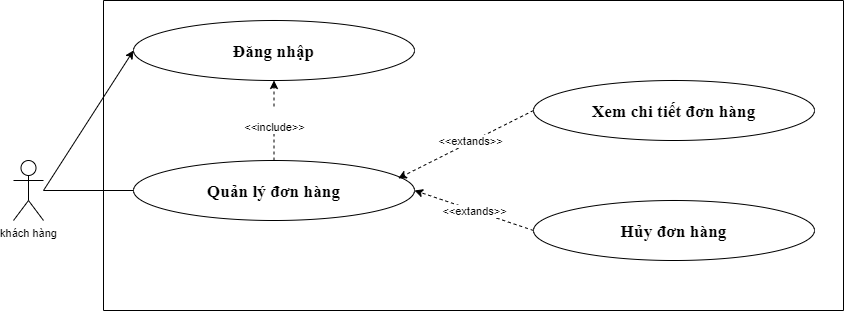 Đăng nhập
<<include>>
Xem chi tiết đơn hàng
<<extands>>
Quản lý đơn hàng
<<extands>>
Hủy đơn hàng
khách hàng